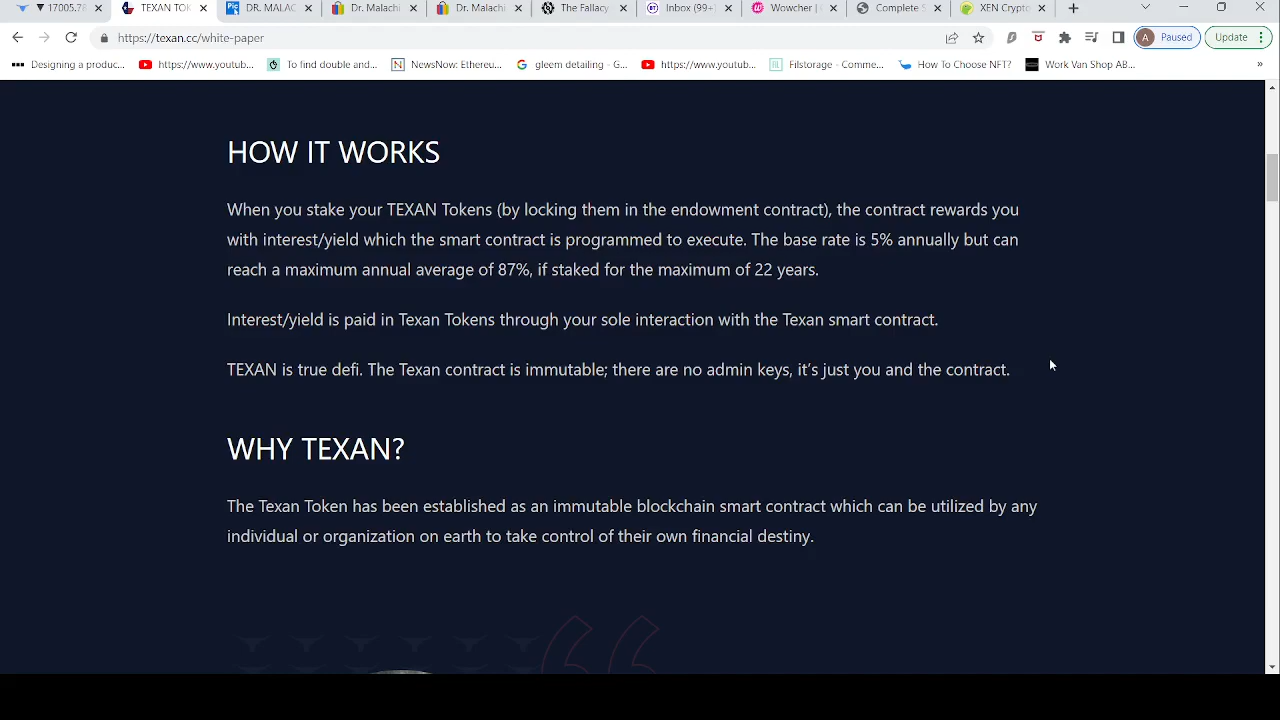 ▼ 17005.78
TEXAN TOK
DR. MALAC
Dr. Malachi
Dr. Malachi
The Fallacy
Inbox (99+)
Wowcher |
Complete S
XEN Crypto
https://texan.cc/white-paper
A Paused
Update
Designing a produc...
https://www.youtub...
To find double and...
NewsNow: Ethereu...
gleem detailing - G...
https://www.youtub...
Filstorage - Comme...
How To Choose NFT?
Work Van Shop AB...
»
HOW IT WORKS
When you stake your TEXAN Tokens (by locking them in the endowment contract), the contract rewards you
with interest/yield which the smart contract is programmed to execute. The base rate is 5% annually but can
reach a maximum annual average of 87%, if staked for the maximum of 22 years.
Interest/yield is paid in Texan Tokens through your sole interaction with the Texan smart contract.
TEXAN is true defi. The Texan contract is immutable; there are no admin keys, it’s just you and the contract.
WHY TEXAN?
The Texan Token has been established as an immutable blockchain smart contract which can be utilized by any
individual or organization on earth to take control of their own financial destiny.